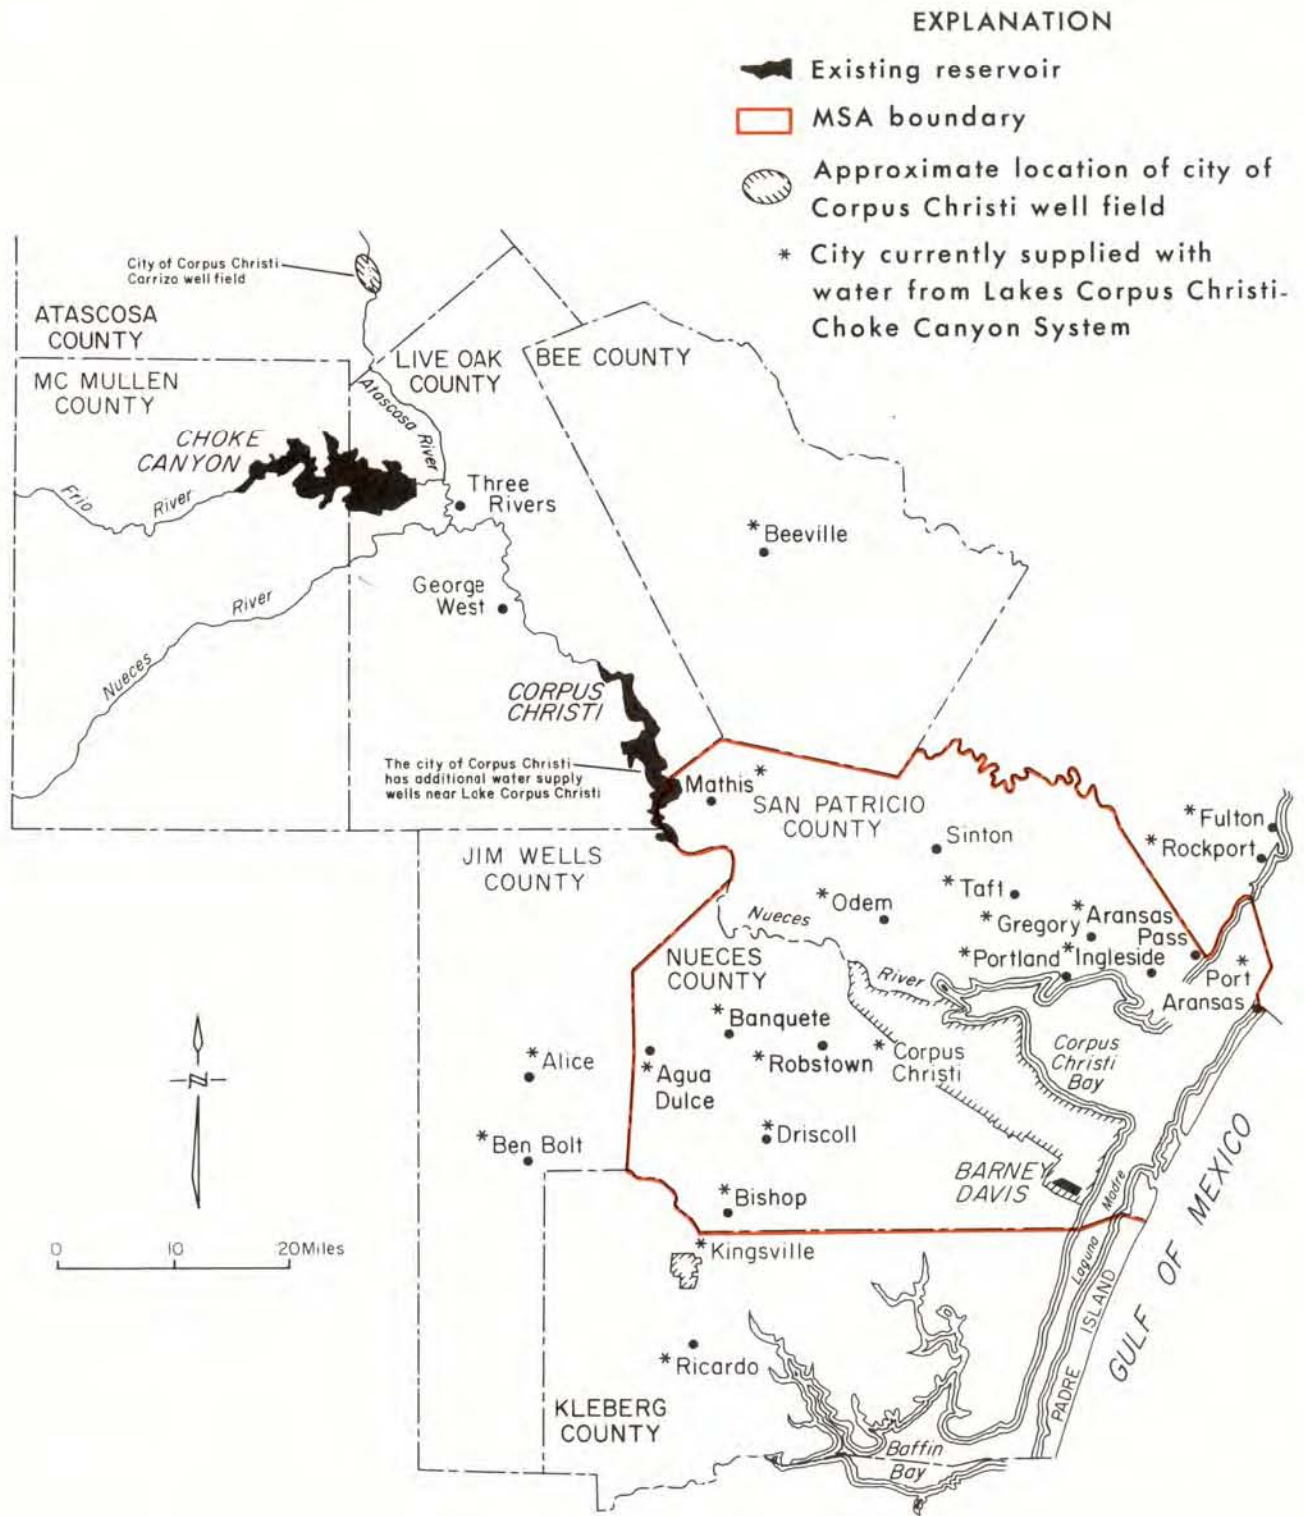 EXPLANATION
Existing reservoir
MSA boundary
Approximate location of city of
Corpus Christi well field
* City currently supplied with
water from Lakes Corpus Christi-
Choke Canyon System
City of Corpus Christi
Carrizo well field
ATASCOSA
COUNTY
LIVE OAK
COUNTY
BEE COUNTY
MC MULLEN
COUNTY
Atascosa River
CHOKE
CANYON
Frio River
Three
Rivers
*Beeville
George
West
Nueces River
CORPUS
CHRISTI
The city of Corpus Christi
has additional water supply
wells near Lake Corpus Christi
Mathis*
SAN PATRICIO
COUNTY
*Fulton
*Rockport
Sinton
JIM WELLS
COUNTY
*Taft
*Odem
*Gregory
*Aransas
Pass
Nueces River
*Portland
*Ingleside
*
Port
Aransas
NUECES
COUNTY
*Banquete
*Robstown
*Corpus
Christi
Corpus
Christi
Bay
*Alice
*Agua
Dulce
*Driscoll
*Ben Bolt
BARNEY
DAVIS
*Bishop
Laguna Madre
N
0 10 20 Miles
*Kingsville
PADRE ISLAND
GULF OF MEXICO
*Ricardo
KLEBERG
COUNTY
Baffin
Bay